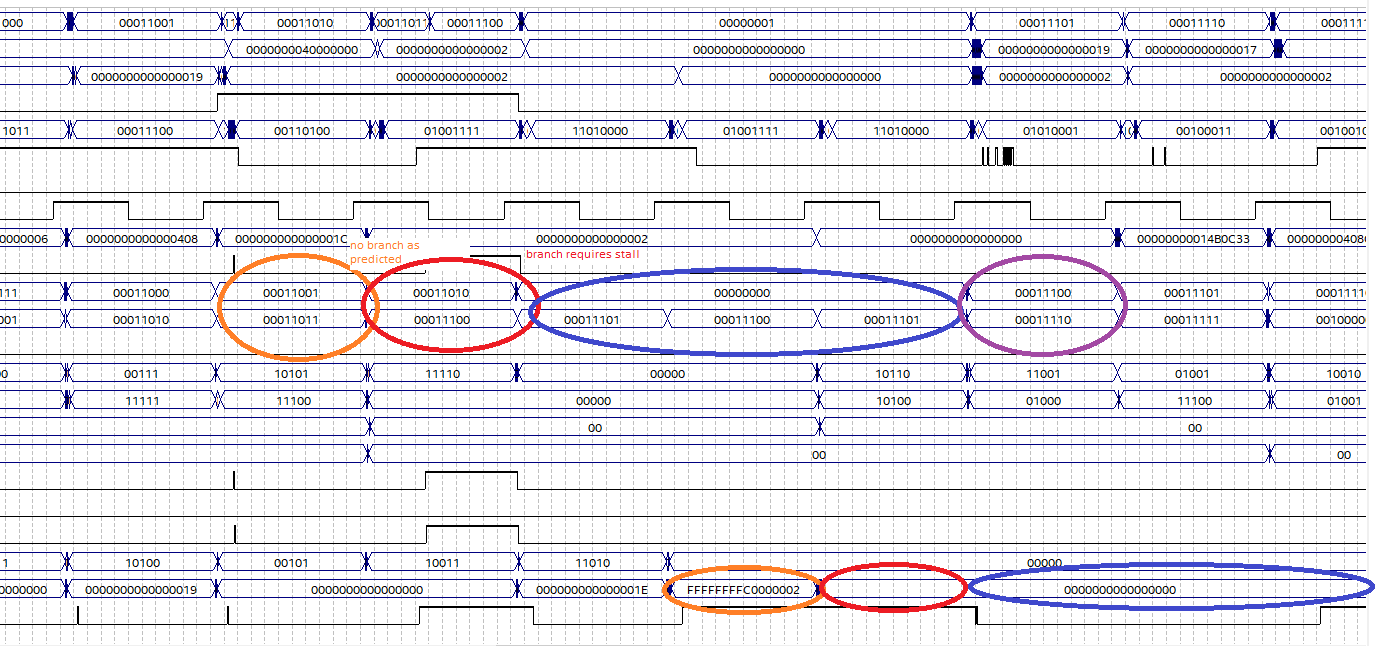 000 00011001 00011010 00011011 00011100 00000001 00011101 00011110 0001111
0000000040000000 0000000000000002 0000000000000000 0000000000000019 0000000000000017
0000000000000019 0000000000000002 0000000000000000 0000000000000002 0000000000000002
1011 00011100 00110100 01001111 11010000 01001111 11010000 01010001 00100011 0010010
0000006 0000000000000408 000000000000001C 0000000000000002 0000000000000000 00000000014B0C33 000000000408
no branch as
predicted
branch requires stall
111 00011000 00011001 00011010 00000000 00011100 00011101 0001111
001 00011010 00011011 00011100 00011101 00011100 00011101 00011110 00011111 0010000
0 00111 10101 11110 00000 10110 11001 01001 10010
11111 11100 00000 10100 01000 11100 01001
00 00
00 00
1 10100 00101 10011 11010 00000
0000000 0000000000000019 0000000000000000 000000000000001E FFFFFFFFC0000002 0000000000000000